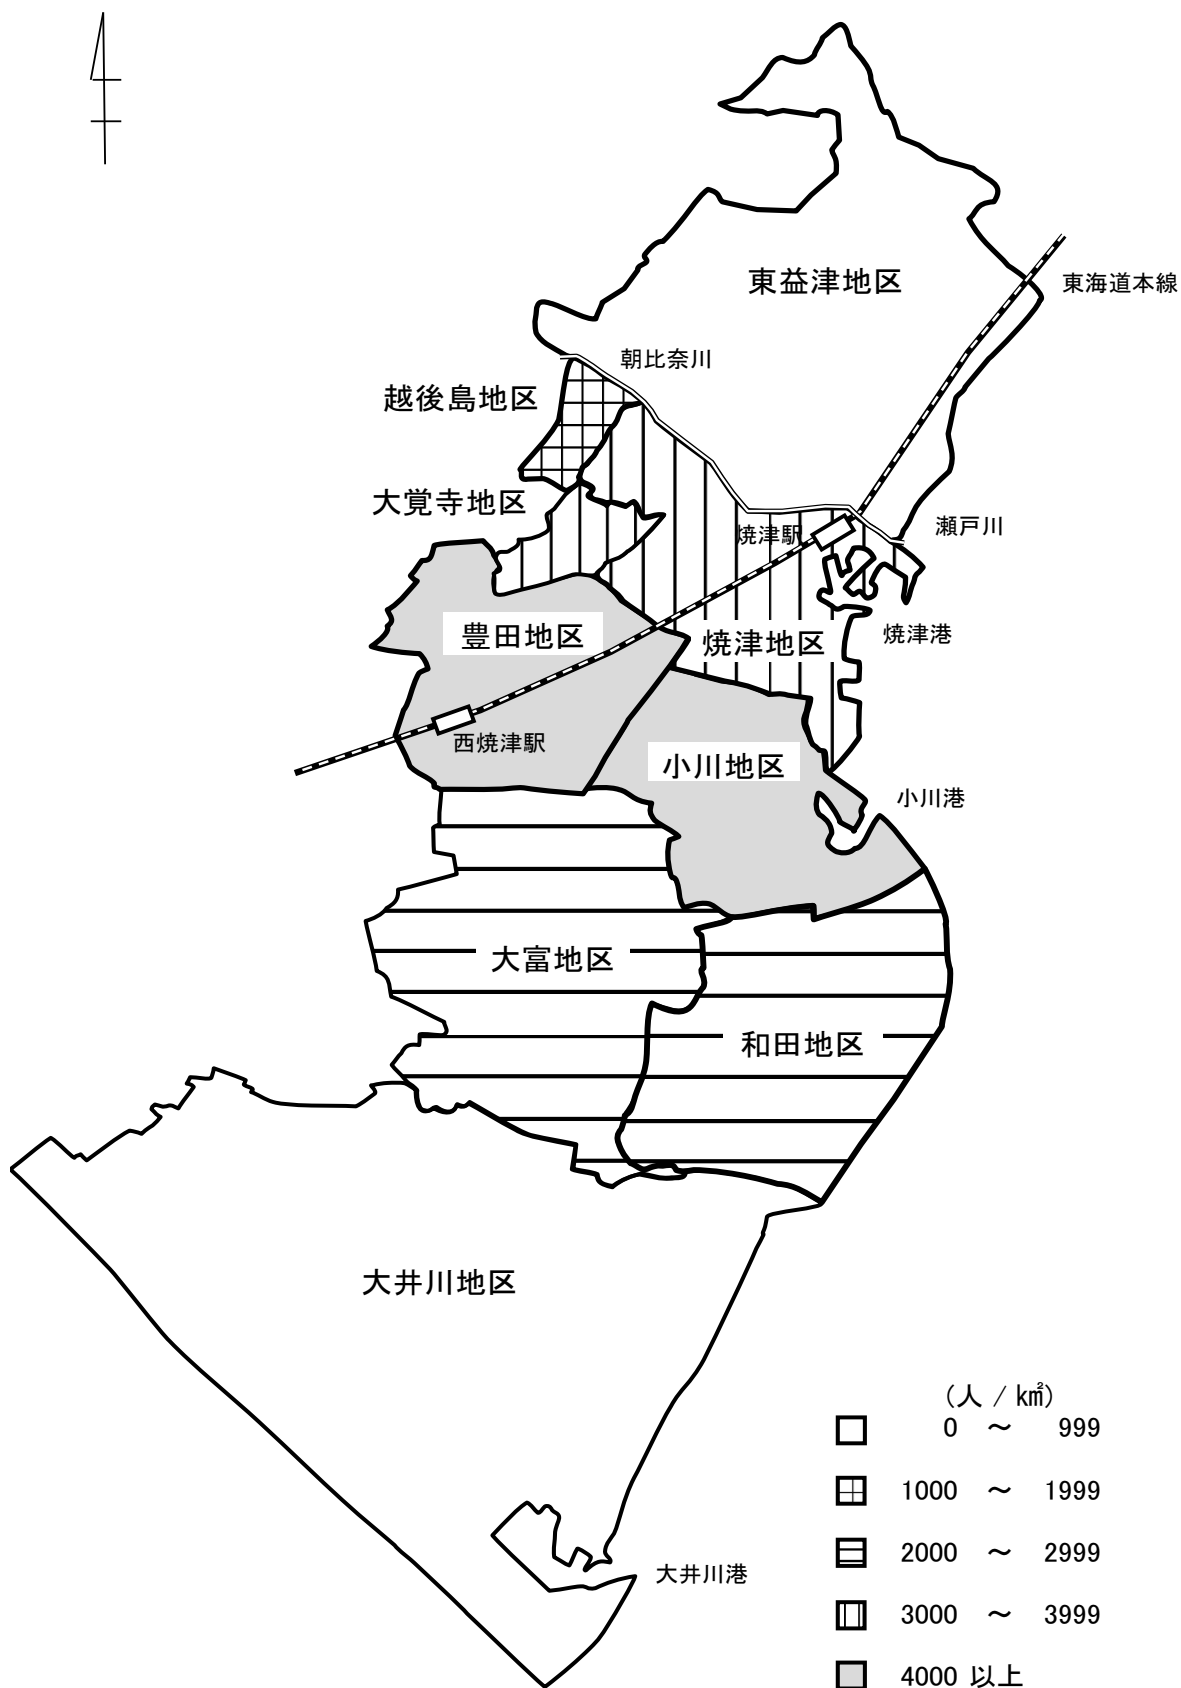 東益津地区
東海道本線
朝比奈川
越後島地区
大覚寺地区
瀬戸川
焼津駅
豊田地区
焼津地区
焼津港
西焼津駅
小川地区
小川港
大富地区
和田地区
大井川地区
(人 / k㎡)
0 ~ 999
1000 ~ 1999
2000 ~ 2999
大井川港
3000 ~ 3999
4000 以上